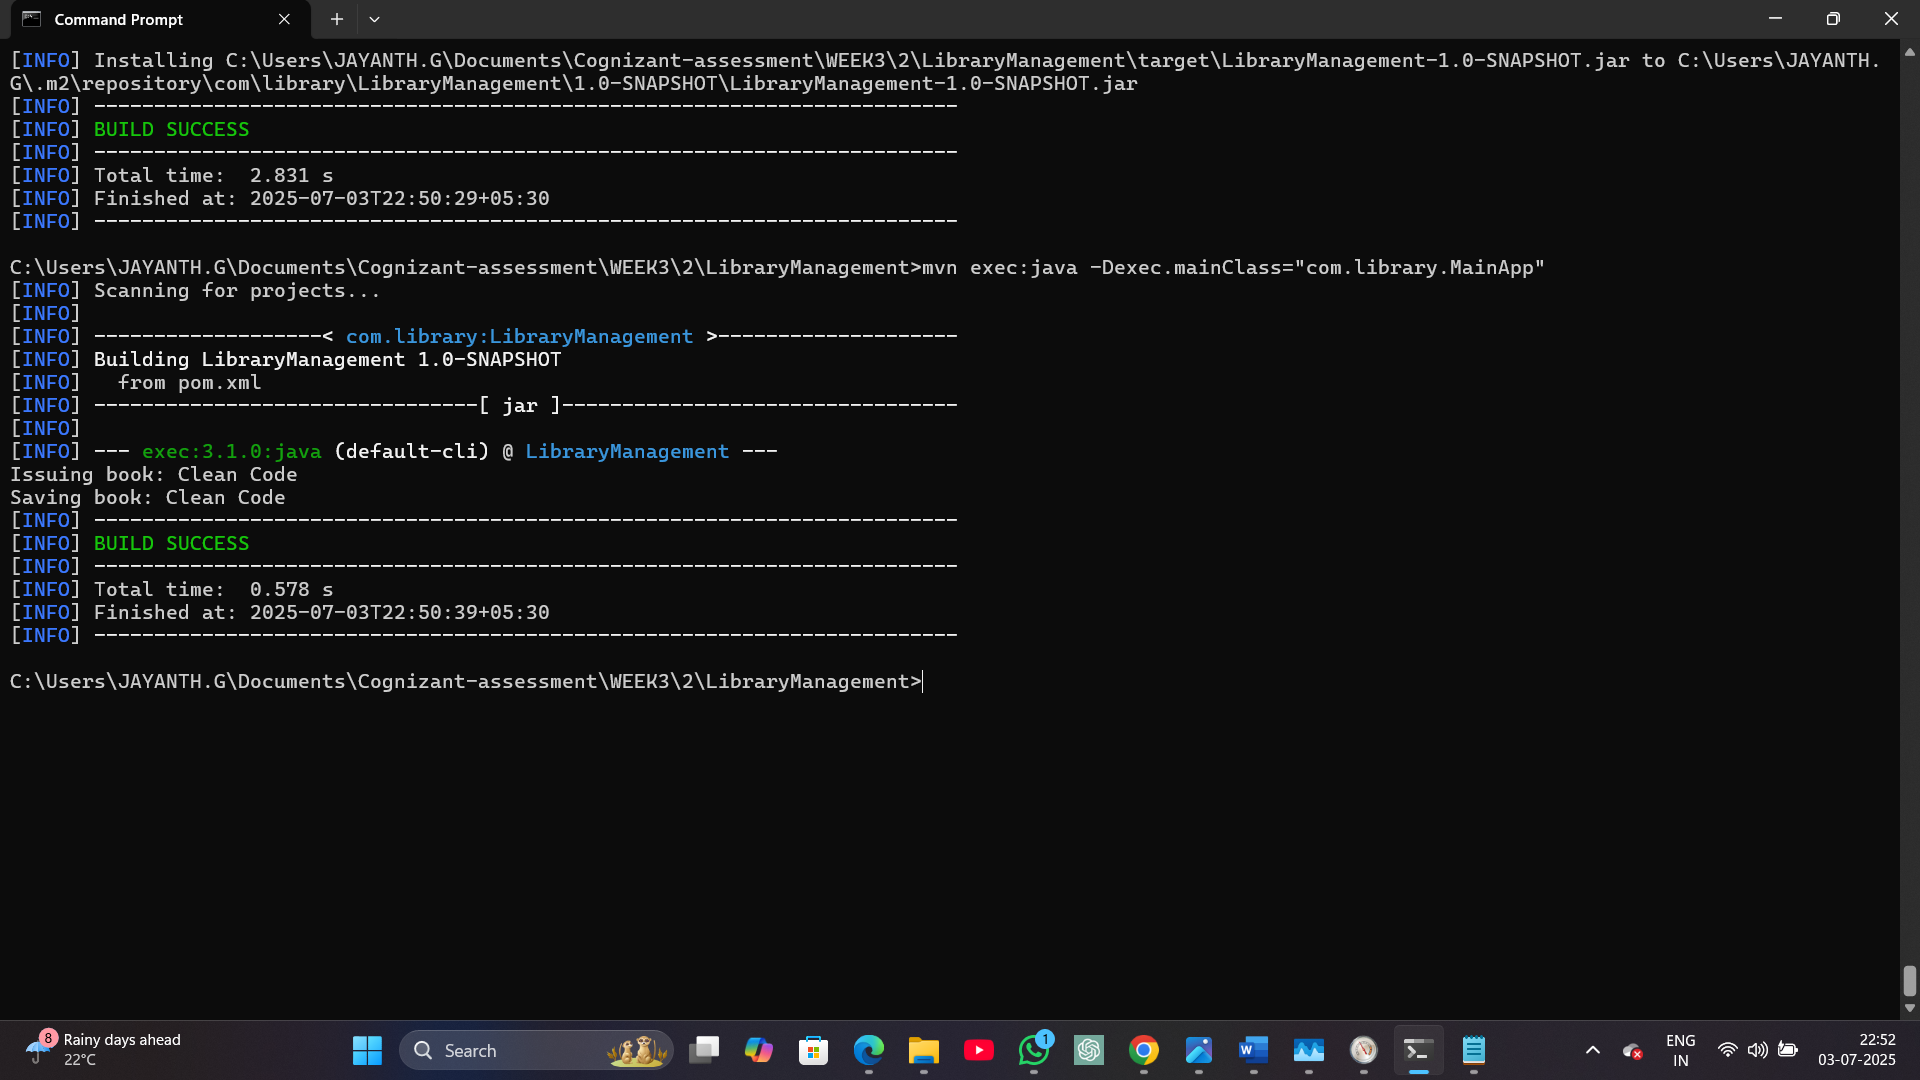 Command Prompt
[INFO] Installing C:\Users\JAYANTH.G\Documents\Cognizant-assessment\WEEK3\2\LibraryManagement\target\LibraryManagement-1.0-SNAPSHOT.jar to C:\Users\JAYANTH.
G\.m2\repository\com\library\LibraryManagement\1.0-SNAPSHOT\LibraryManagement-1.0-SNAPSHOT.jar
[INFO] ------------------------------------------------------------------------
[INFO] BUILD SUCCESS
[INFO] ------------------------------------------------------------------------
[INFO] Total time:  2.831 s
[INFO] Finished at: 2025-07-03T22:50:29+05:30
[INFO] ------------------------------------------------------------------------
C:\Users\JAYANTH.G\Documents\Cognizant-assessment\WEEK3\2\LibraryManagement>mvn exec:java -Dexec.mainClass="com.library.MainApp"
[INFO] Scanning for projects...
[INFO]
[INFO] -------------------< com.library:LibraryManagement >--------------------
[INFO] Building LibraryManagement 1.0-SNAPSHOT
[INFO]   from pom.xml
[INFO] --------------------------------[ jar ]---------------------------------
[INFO]
[INFO] --- exec:3.1.0:java (default-cli) @ LibraryManagement ---
Issuing book: Clean Code
Saving book: Clean Code
[INFO] ------------------------------------------------------------------------
[INFO] BUILD SUCCESS
[INFO] ------------------------------------------------------------------------
[INFO] Total time:  0.578 s
[INFO] Finished at: 2025-07-03T22:50:39+05:30
[INFO] ------------------------------------------------------------------------
C:\Users\JAYANTH.G\Documents\Cognizant-assessment\WEEK3\2\LibraryManagement>
8
Rainy days ahead
22°C
Search
1
W
ENG
IN
22:52
03-07-2025